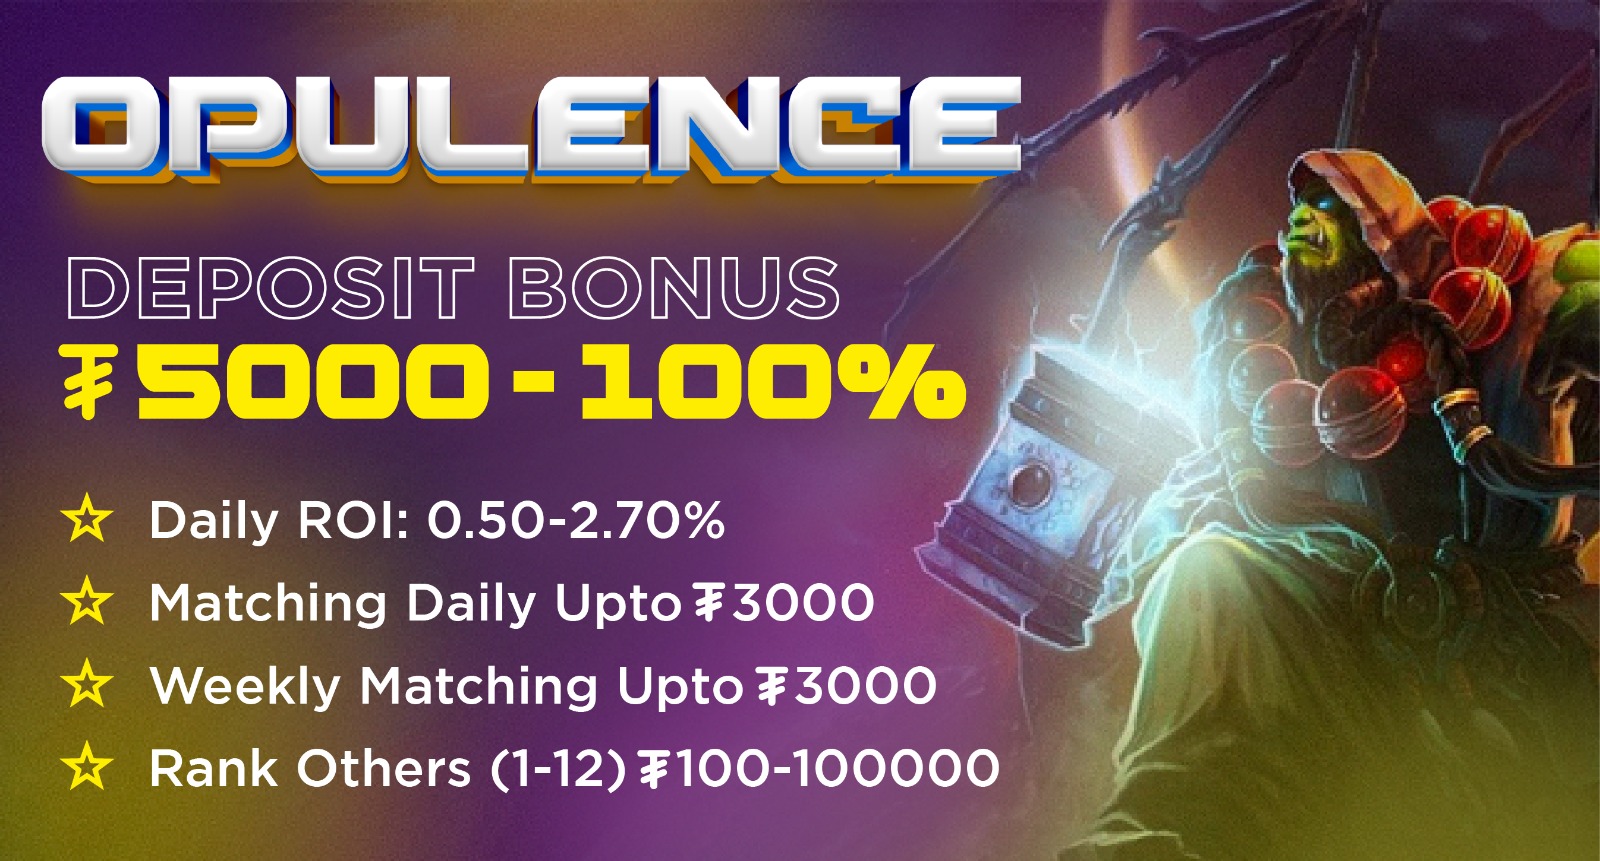 OPULENCE
DEPOSIT BONUS
₮5000 - 100%
Daily ROI: 0.50-2.70%
Matching Daily Upto ₮3000
Weekly Matching Upto ₮3000
Rank Others (1-12) ₮100-100000